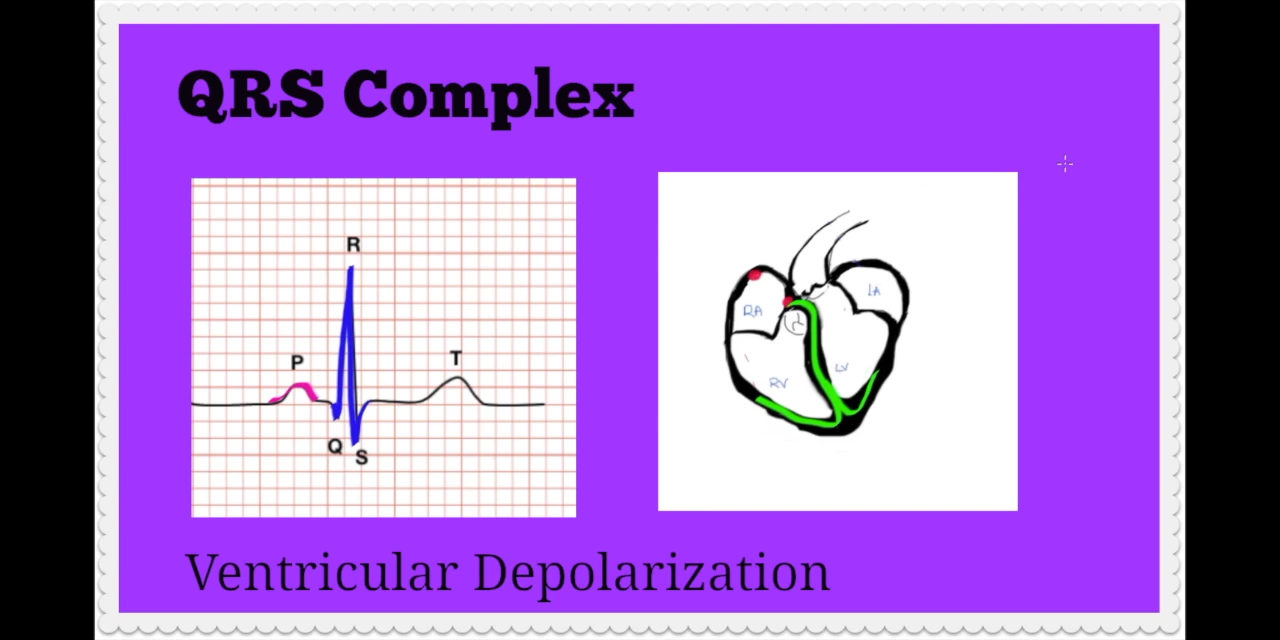 QRS Complex
R
P
T
Q
S
RA
LA
RV
LV
Ventricular Depolarization